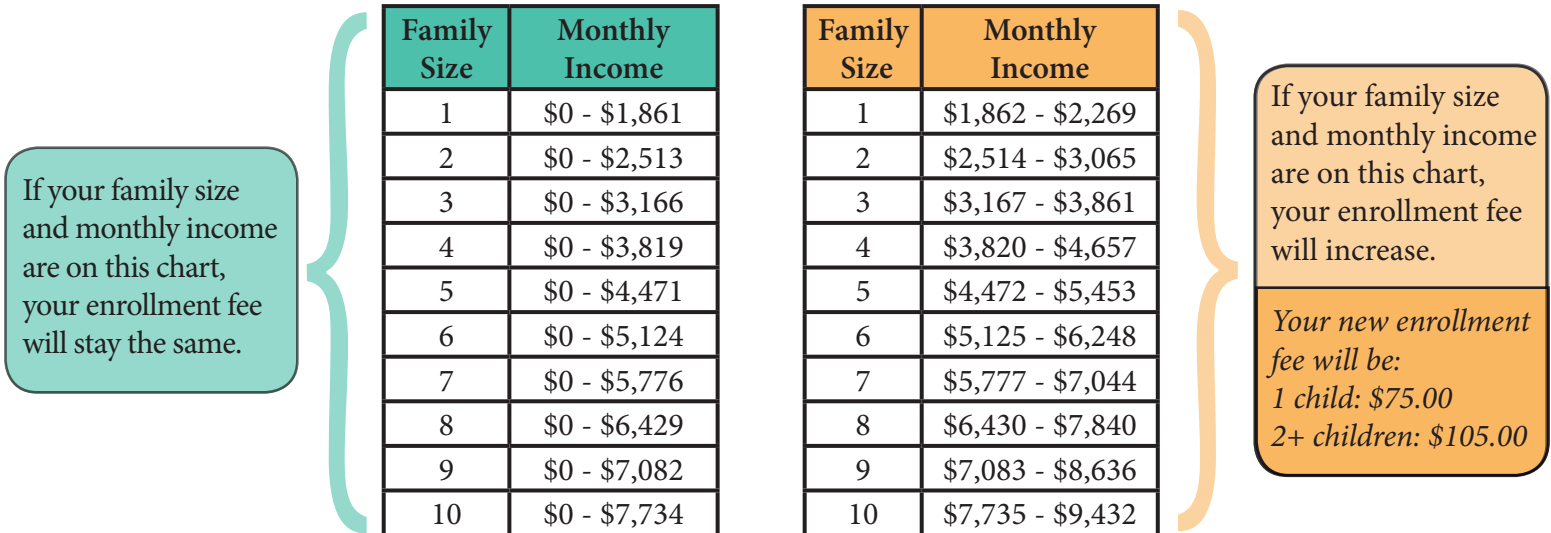 If your family size
and monthly income
are on this chart,
your enrollment fee
will stay the same.
Family Size Monthly Income
1 $0 - $1,861
2 $0 - $2,513
3 $0 - $3,166
4 $0 - $3,819
5 $0 - $4,471
6 $0 - $5,124
7 $0 - $5,776
8 $0 - $6,429
9 $0 - $7,082
10 $0 - $7,734
Family Size Monthly Income
1 $1,862 - $2,269
2 $2,514 - $3,065
3 $3,167 - $3,861
4 $3,820 - $4,657
5 $4,472 - $5,453
6 $5,125 - $6,248
7 $5,777 - $7,044
8 $6,430 - $7,840
9 $7,083 - $8,636
10 $7,735 - $9,432
If your family size
and monthly income
are on this chart,
your enrollment fee
will increase.
Your new enrollment
fee will be:
1 child: $75.00
2+ children: $105.00